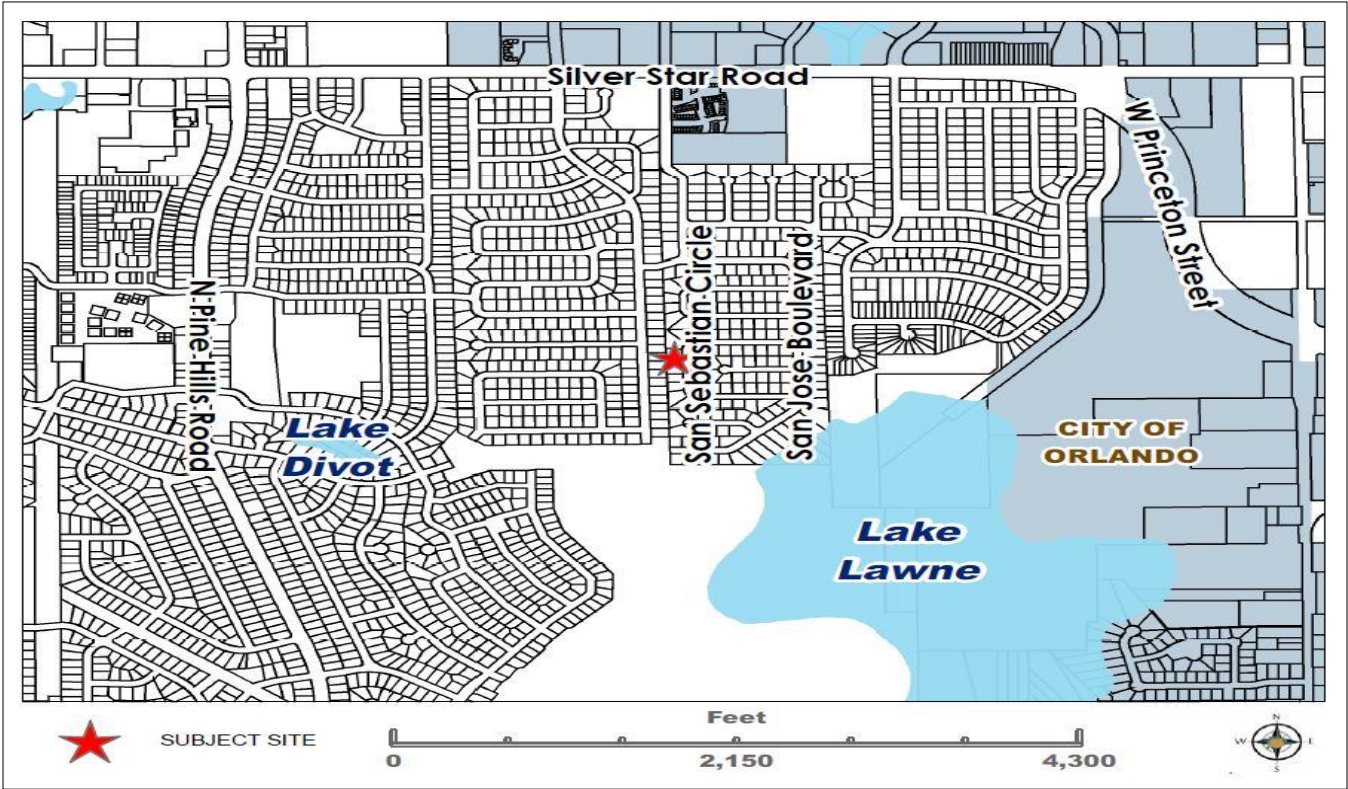 Silver Star Road
W Princeton Street
San Sebastian Circle
San Jose Boulevard
N Pine Hills Road
Lake
Divot
CITY OF
ORLANDO
Lake
Lawne
SUBJECT SITE
Feet
0 2,150 4,300
N
W E
S